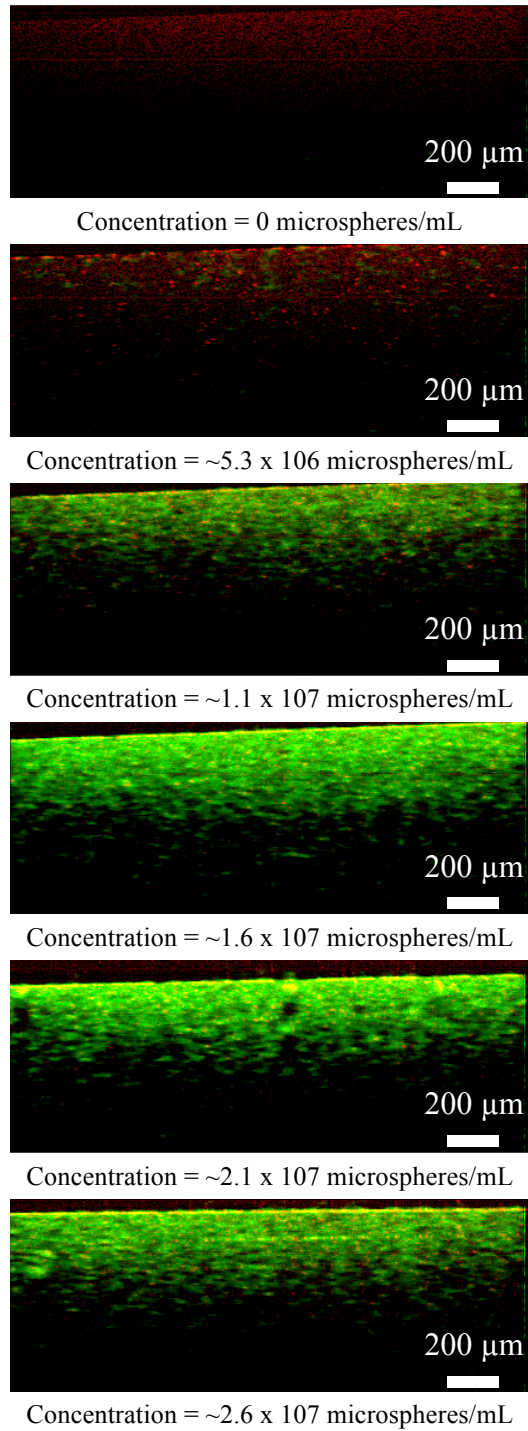 200 µm
Concentration = 0 microspheres/mL
200 µm
Concentration = ~5.3 x 106 microspheres/mL
200 µm
Concentration = ~1.1 x 107 microspheres/mL
200 µm
Concentration = ~1.6 x 107 microspheres/mL
200 µm
Concentration = ~2.1 x 107 microspheres/mL
200 µm
Concentration = ~2.6 x 107 microspheres/mL